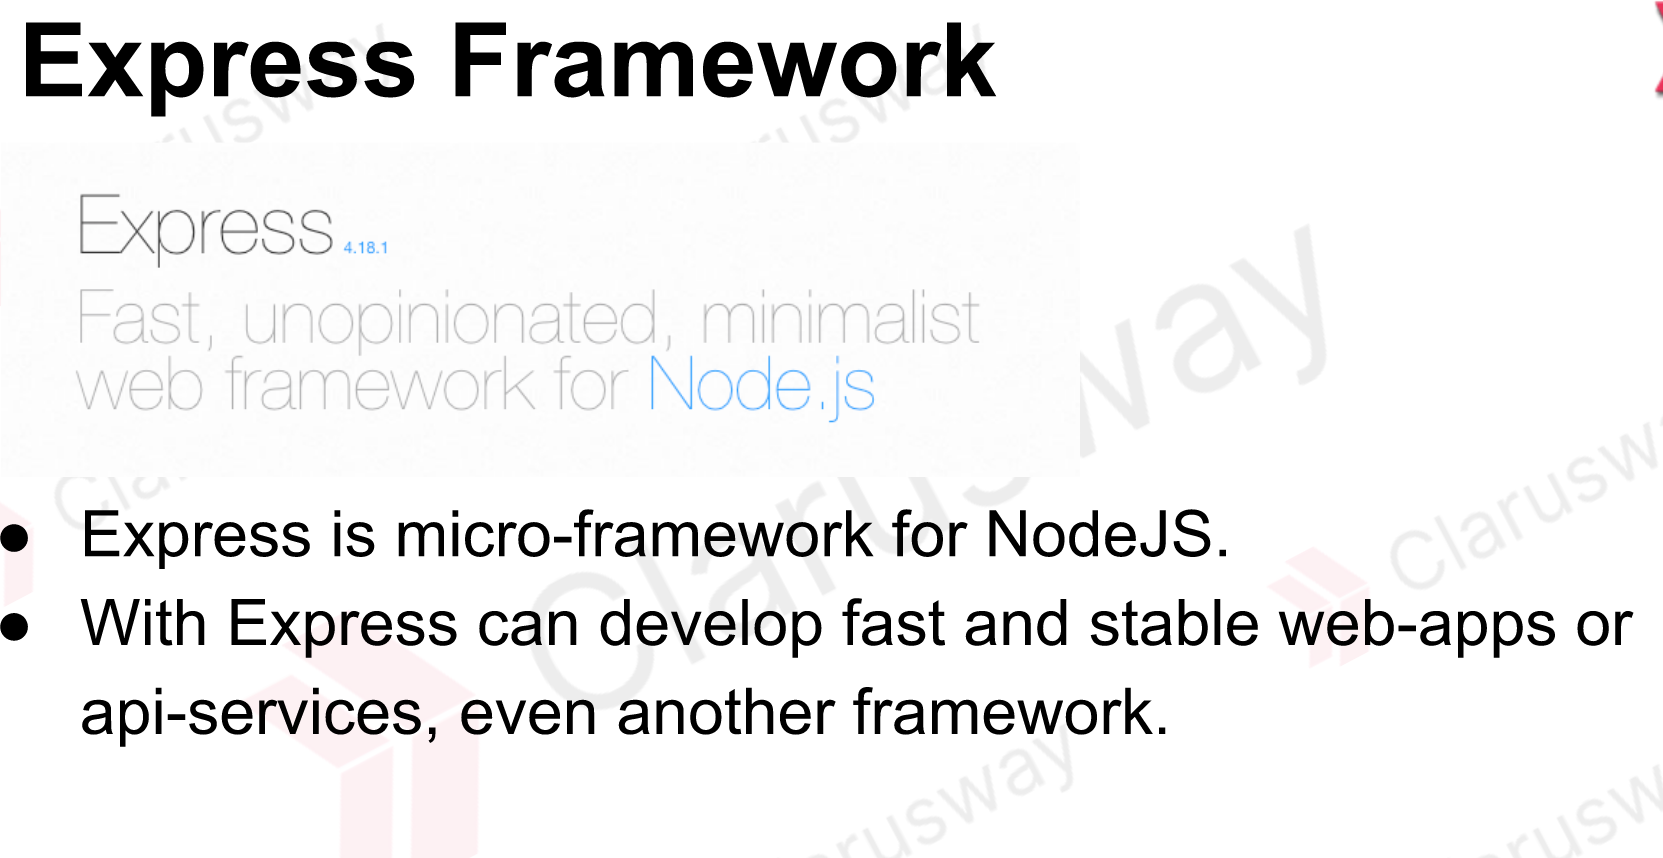 Express Framework
Express 4.18.1
Fast, unopinionated, minimalist
web framework for Node.js
● Express is micro-framework for NodeJS.
● With Express can develop fast and stable web-apps or
api-services, even another framework.
Clarusway